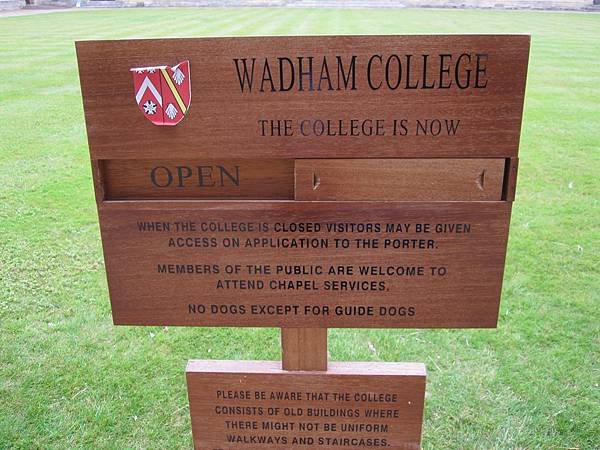 WADHAM COLLEGE
THE COLLEGE IS NOW
OPEN
WHEN THE COLLEGE IS CLOSED VISITORS MAY BE GIVEN
ACCESS ON APPLICATION TO THE PORTER.
MEMBERS OF THE PUBLIC ARE WELCOME TO
ATTEND CHAPEL SERVICES.
NO DOGS EXCEPT FOR GUIDE DOGS
PLEASE BE AWARE THAT THE COLLEGE
CONSISTS OF OLD BUILDINGS WHERE
THERE MIGHT NOT BE UNIFORM
WALKWAYS AND STAIRCASES.